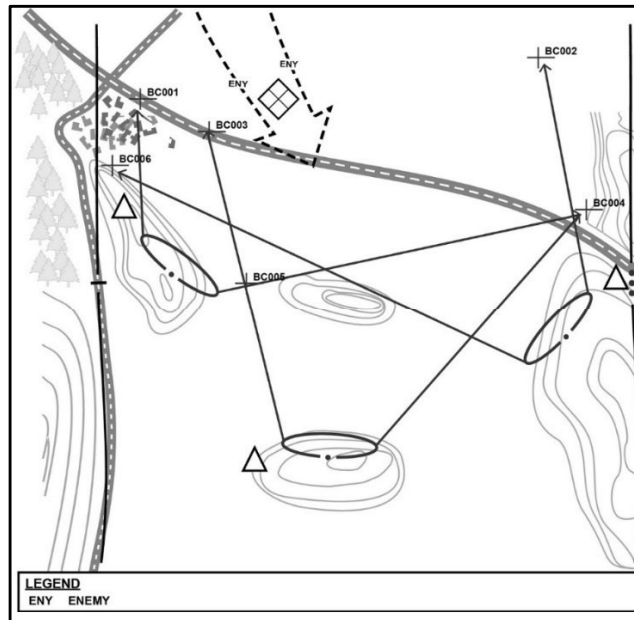 BC002
ENY
ENY
BC001
BC003
BC006
BC004
BC005
LEGEND
ENY ENEMY